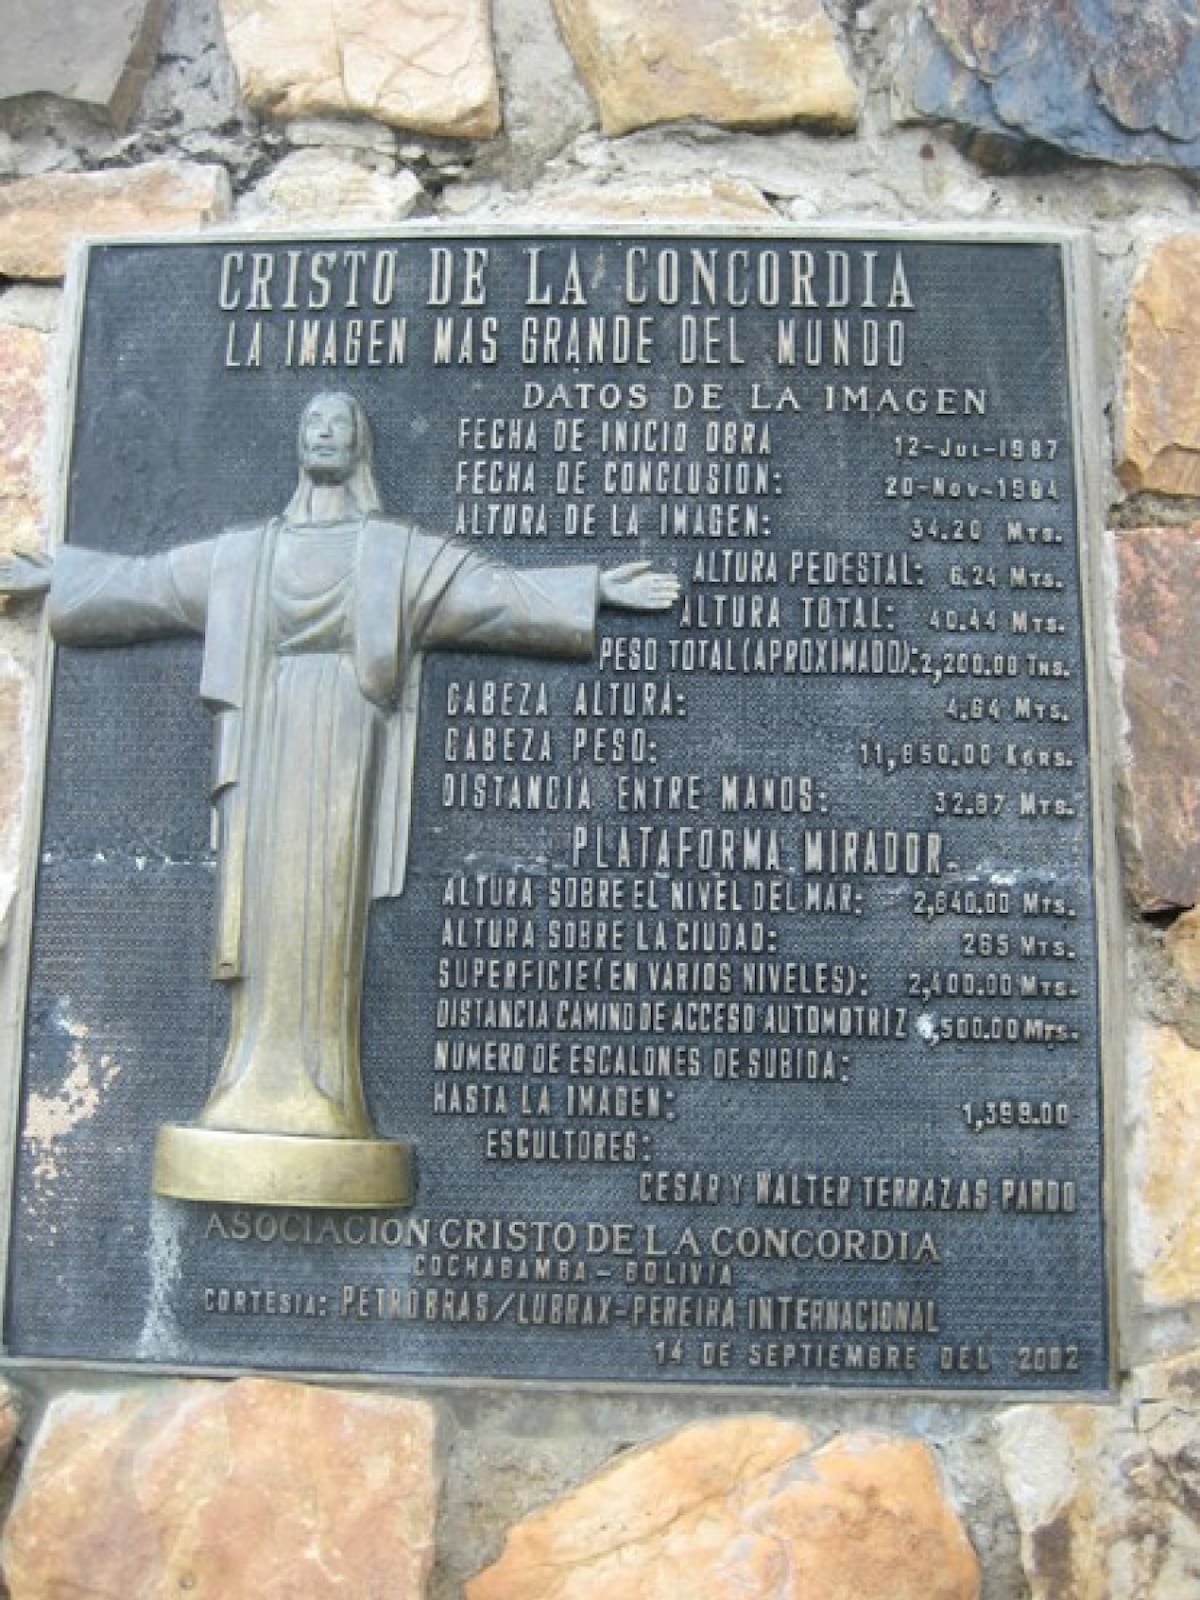 CRISTO DE LA CONCORDIA
LA IMAGEN MAS GRANDE DEL MUNDO
DATOS DE LA IMAGEN
FECHA DE INICIO OBRA 12-JUL-1987
FECHA DE CONCLUSION: 20-NOV-1994
ALTURA DE LA IMAGEN: 34.20 MTS.
ALTURA PEDESTAL: 6.24 MTS.
ALTURA TOTAL: 40.44 MTS.
PESO TOTAL (APROXIMADO): 2,200.00 TNS.
CABEZA ALTURA: 4.64 MTS.
CABEZA PESO: 11,850.00 KGRS.
DISTANCIA ENTRE MANOS: 32.87 MTS.
PLATAFORMA MIRADOR.
ALTURA SOBRE EL NIVEL DEL MAR: 2,840.00 MTS.
ALTURA SOBRE LA CIUDAD: 265 MTS.
SUPERFICIE (EN VARIOS NIVELES): 2,400.00 MTS.
DISTANCIA CAMINO DE ACCESO AUTOMOTRIZ MTS.
NUMERO DE ESCALONES DE SUBIDA:
HASTA LA IMAGEN: 1,399.00
ESCULTORES:
CESAR Y WALTER TERRAZAS PARDO
ASOCIACION CRISTO DE LA CONCORDIA
COCHABAMBA - BOLIVIA
CORTESIA: PETROBRAS/LUBRAX-PEREIRA INTERNACIONAL
14 DE SEPTIEMBRE DEL 2002